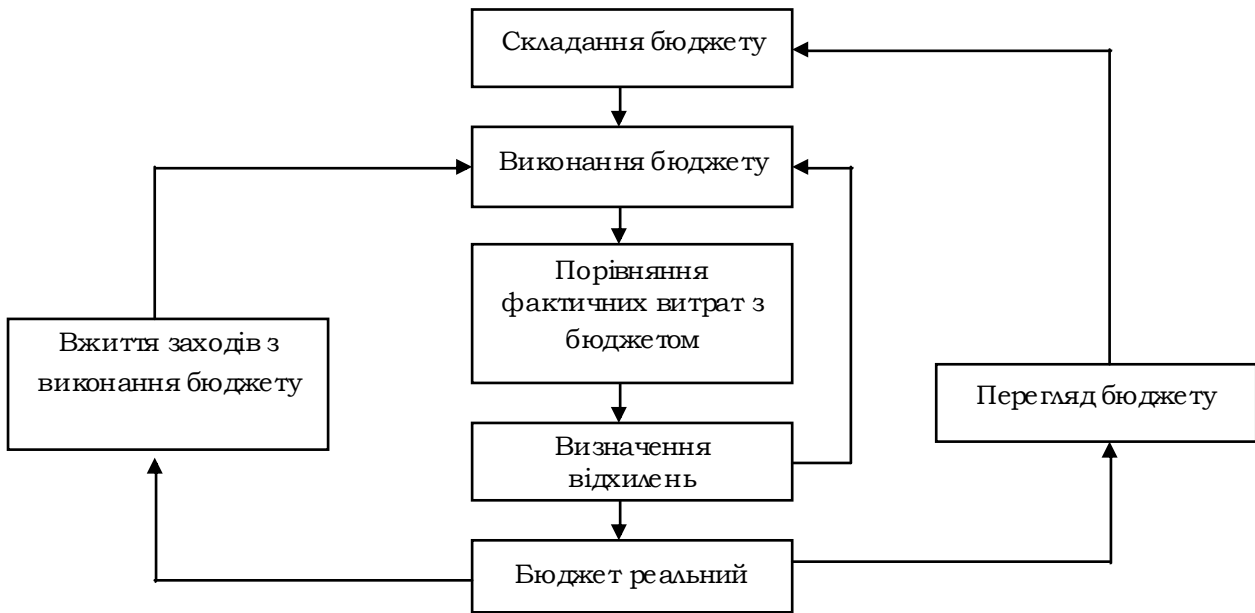 Складання бюджету
Виконання бюджету
Порівняння
фактичних витрат з
бюджетом
Вжиття заходів з
виконання бюджету
Перегляд бюджету
Визначення
відхилень
Бюджет реальний